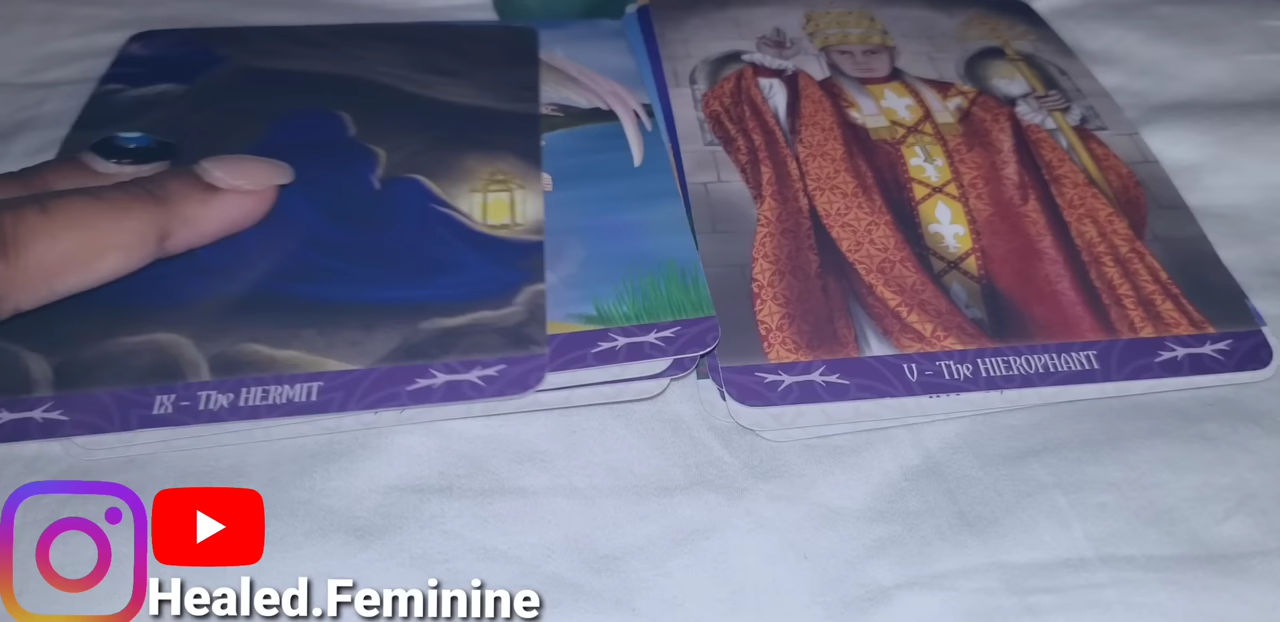 IX - The HERMIT
V - The HIEROPHANT
Healed.Feminine